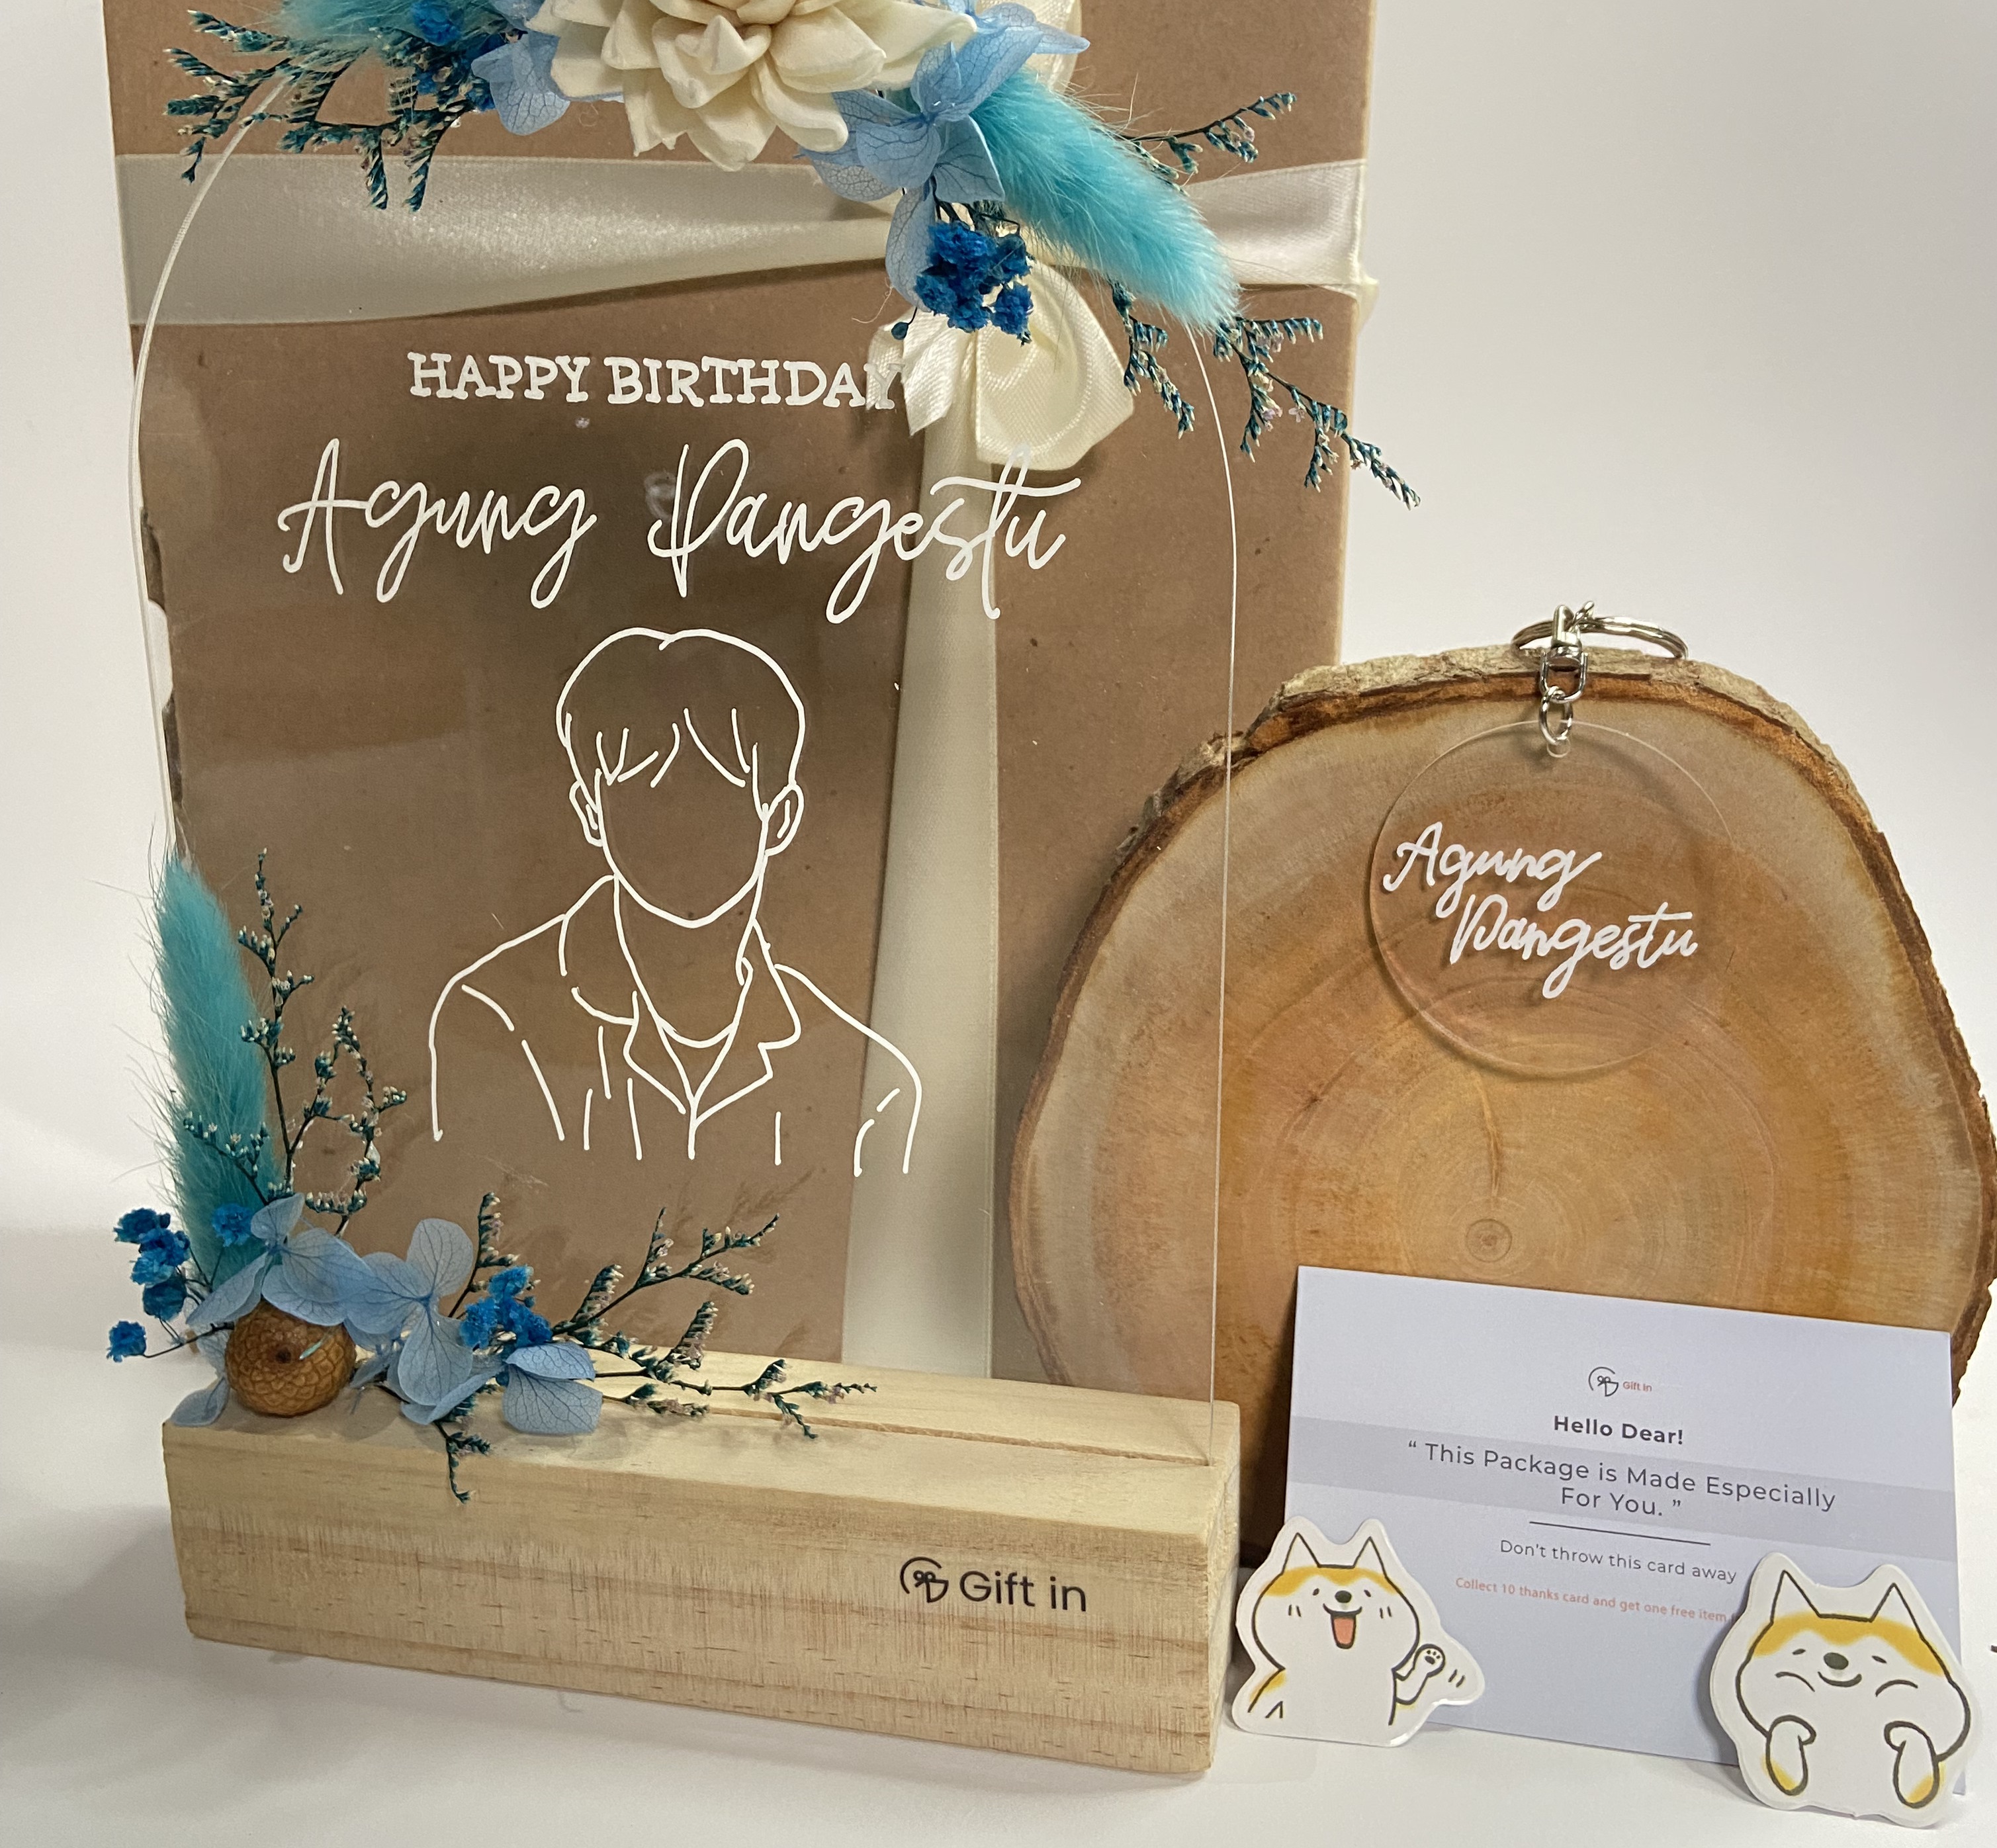 HAPPY BIRTHDAY
Agung Pangestu
Agung
Pangestu
Gift in
Hello Dear!
“ This Package is Made Especially
For You. ”
Don't throw this card away
Collect 10 thanks card and get one free item
Gift in